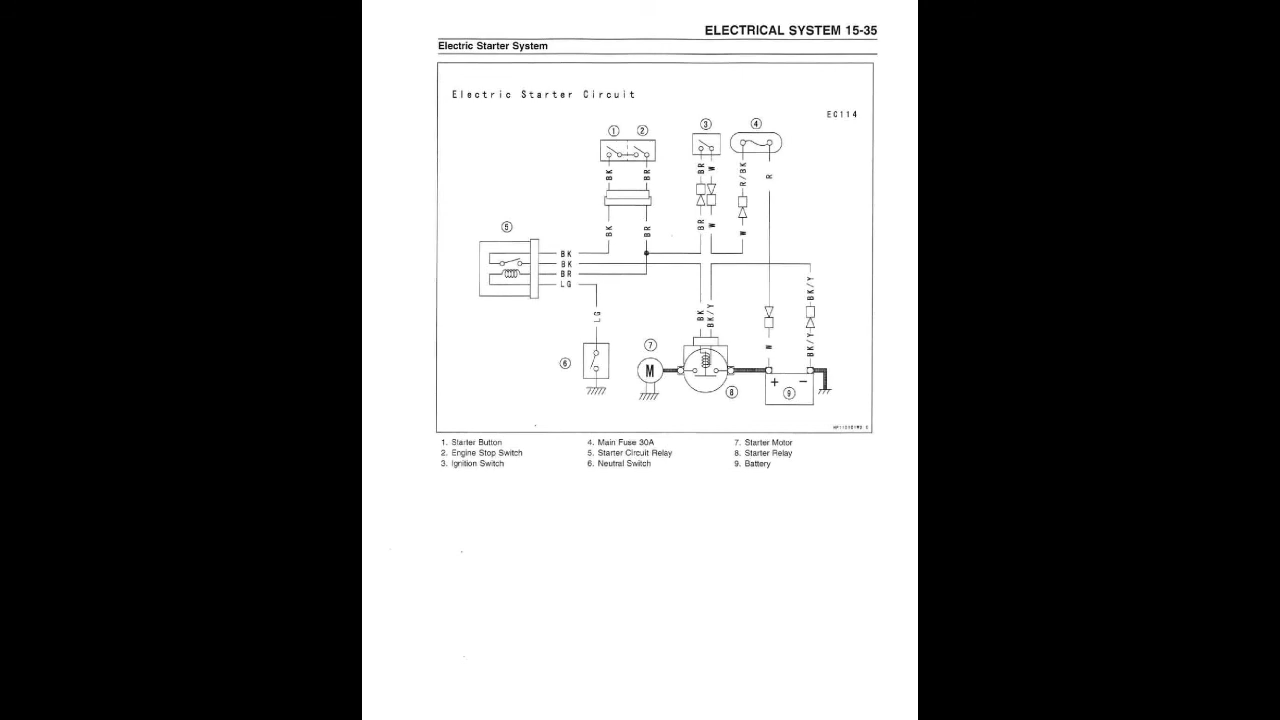 ELECTRICAL SYSTEM 15-35
Electric Starter System
Electric Starter Circuit
EC114
1 2 3 4
BK BR BR W R/BK R
5
BK BR BR W W
BK
BK
BR
LG
BK/Y
LG BK BK/Y
W BK/Y
6 7 M 8 + 9 −
1. Starter Button
2. Engine Stop Switch
3. Ignition Switch
4. Main Fuse 30A
5. Starter Circuit Relay
6. Neutral Switch
7. Starter Motor
8. Starter Relay
9. Battery